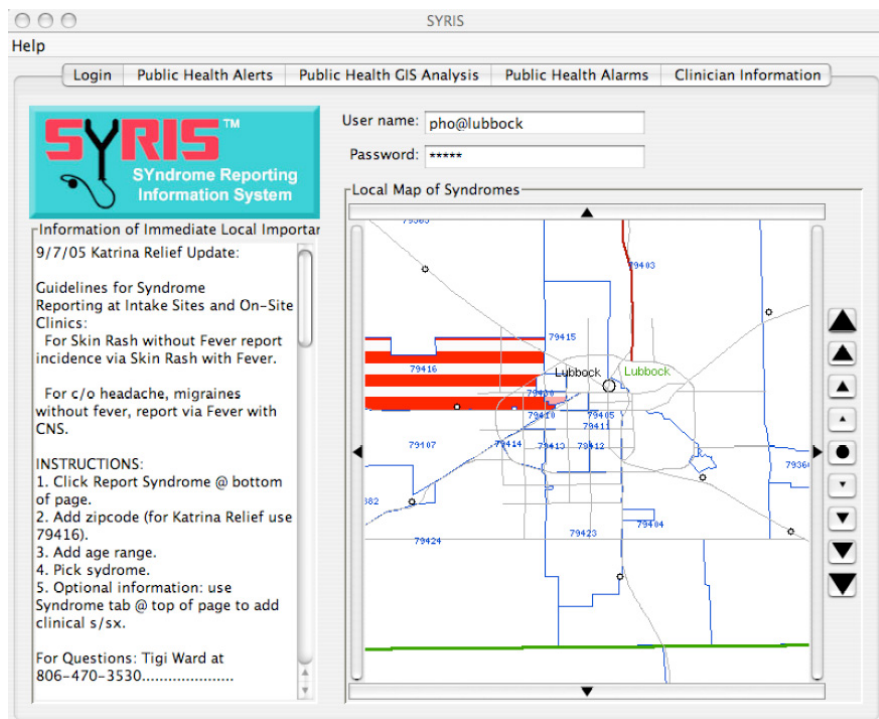 SYRIS
Help
Login
Public Health Alerts
Public Health GIS Analysis
Public Health Alarms
Clinician Information
SYRIS™
SYndrome Reporting
Information System
User name: pho@lubbock
Password: *****
Information of Immediate Local Importar
9/7/05 Katrina Relief Update:
Guidelines for Syndrome
Reporting at Intake Sites and On-Site
Clinics:
For Skin Rash without Fever report
incidence via Skin Rash with Fever.
For c/o headache, migraines
without fever, report via Fever with
CNS.
INSTRUCTIONS:
1. Click Report Syndrome @ bottom
of page.
2. Add zipcode (for Katrina Relief use
79416).
3. Add age range.
4. Pick sydrome.
5. Optional information: use
Syndrome tab @ top of page to add
clinical s/sx.
For Questions: Tigi Ward at
806-470-3530.....................
Local Map of Syndromes
79403
79415
79416
Lubbock
Lubbock
79410
79405
79411
79407
79414
79413
79412
7936
382
79404
79423
79424